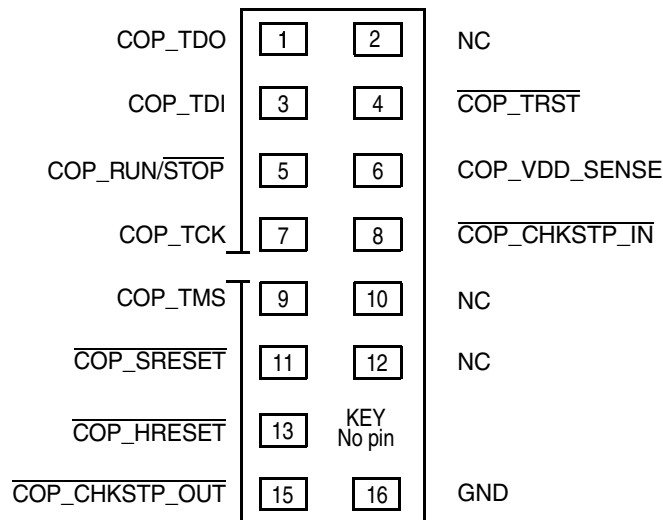 COP_TDO 1 2 NC
COP_TDI 3 4 COP_TRST
COP_RUN/STOP 5 6 COP_VDD_SENSE
COP_TCK 7 8 COP_CHKSTP_IN
COP_TMS 9 10 NC
COP_SRESET 11 12 NC
COP_HRESET 13 KEY
No pin
COP_CHKSTP_OUT 15 16 GND